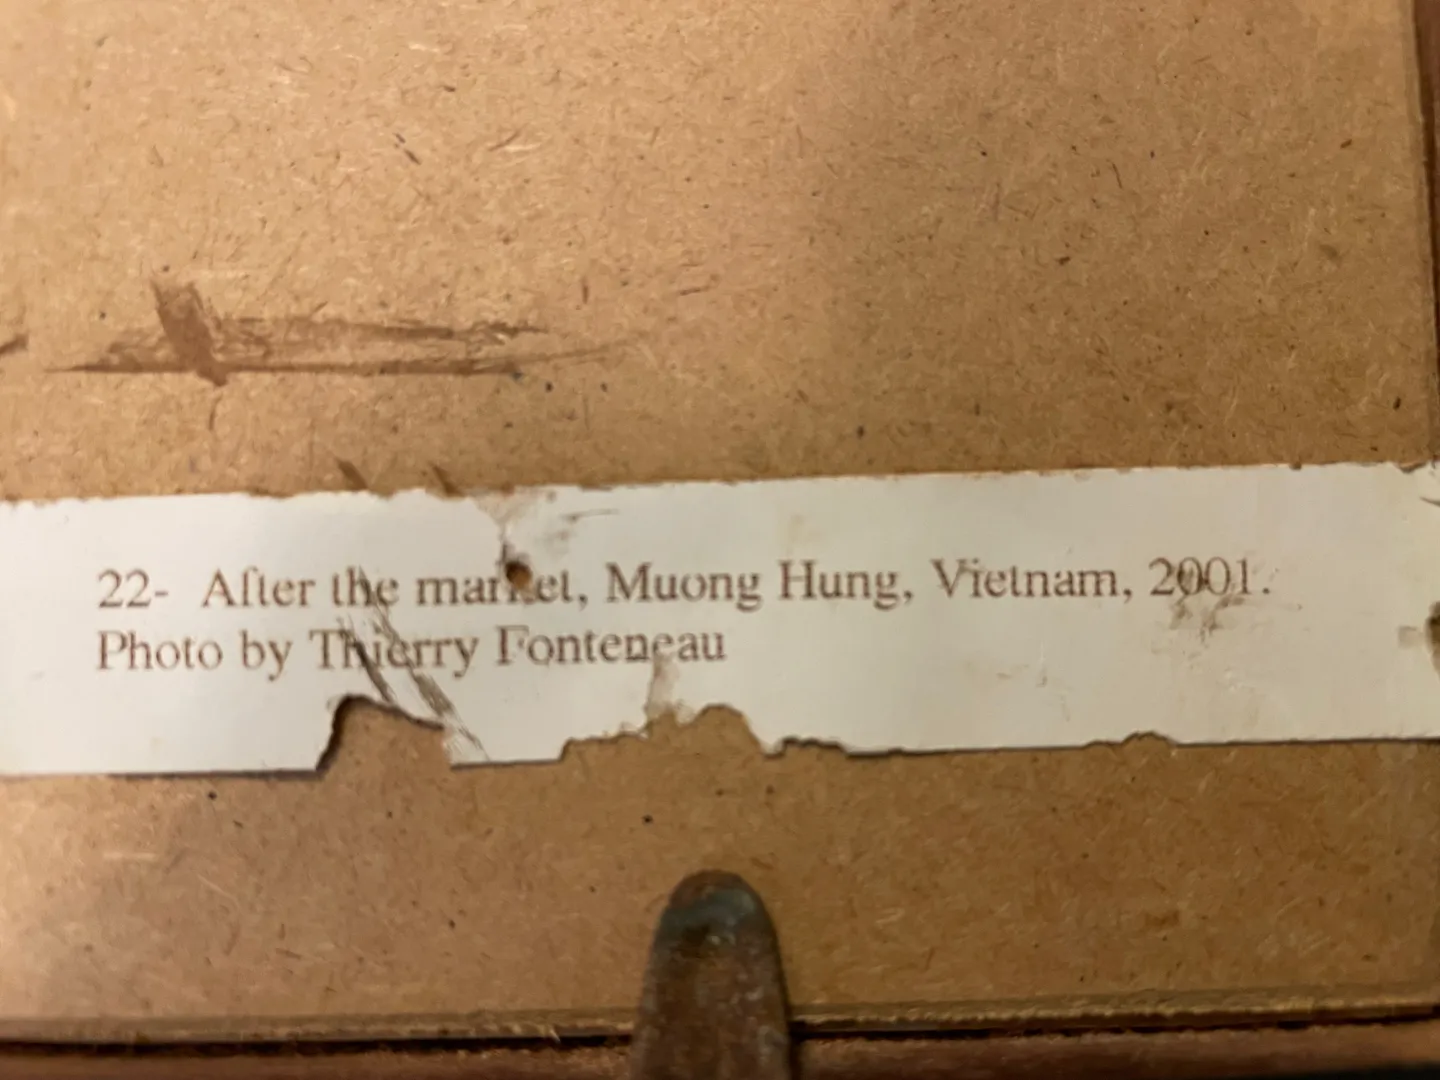 22- After the market, Muong Hung, Vietnam, 2001.
Photo by Thierry Fonteneau